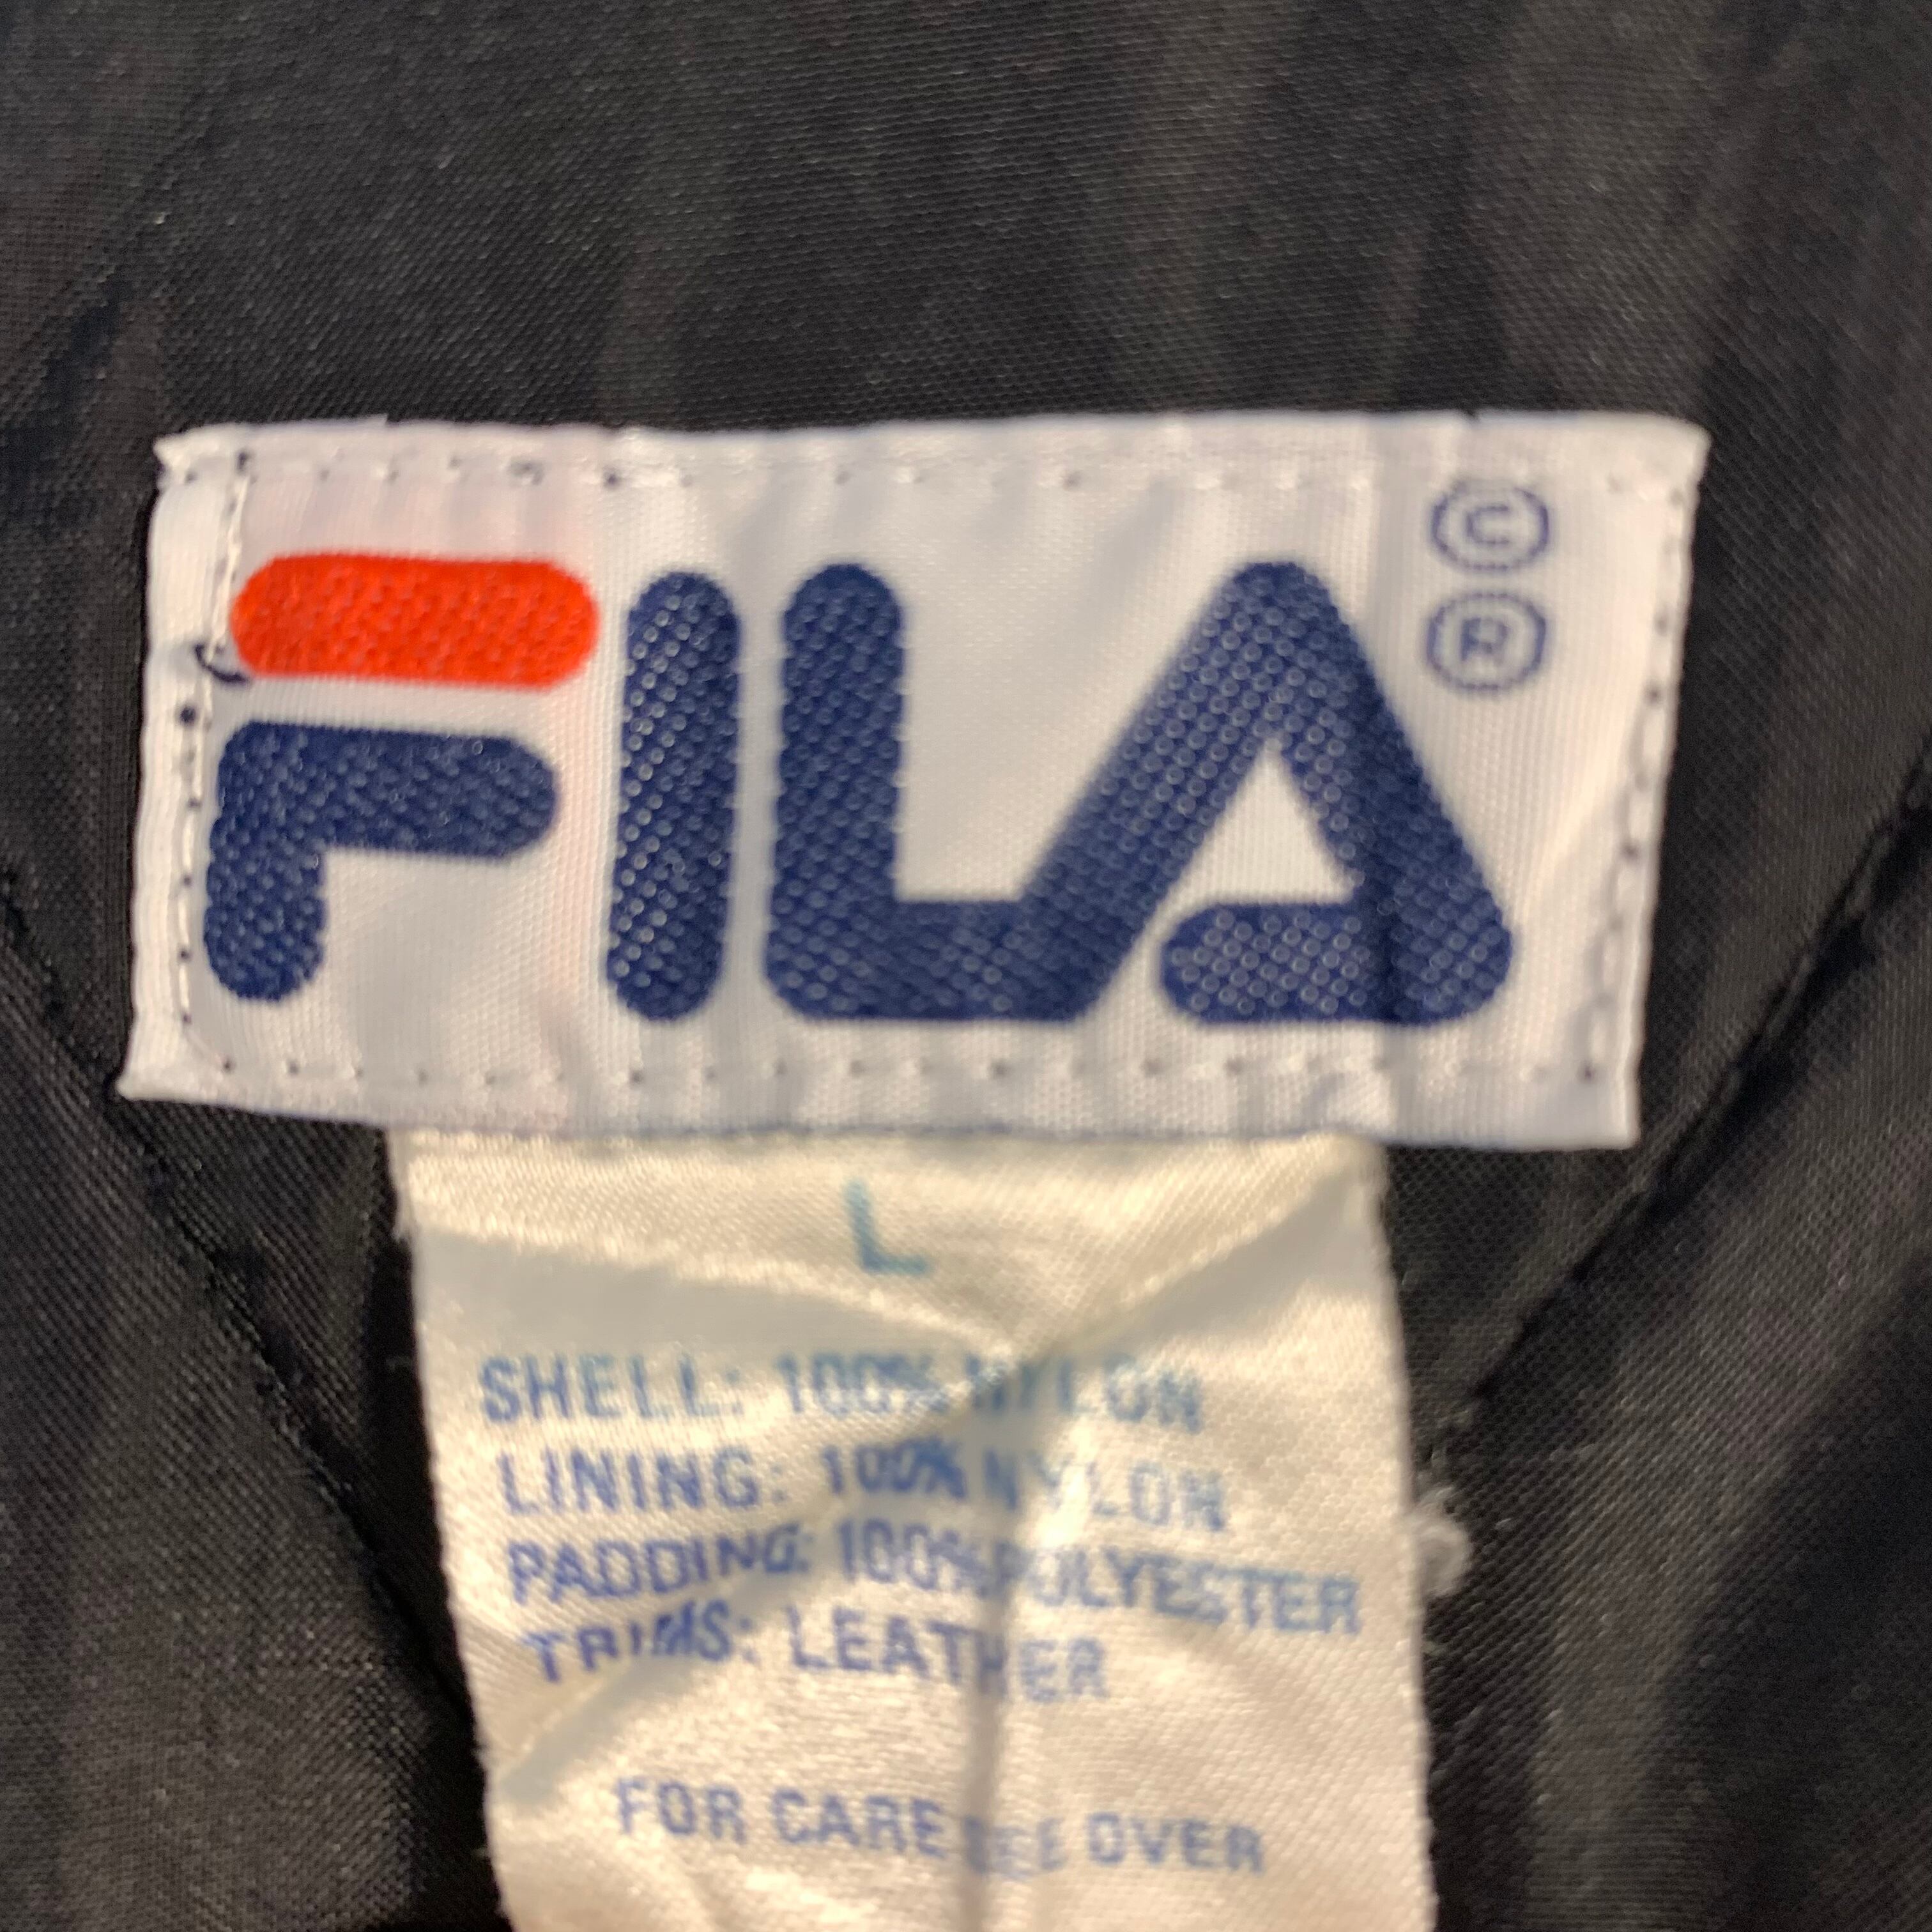 FILA
©
®
L
SHELL: 100% NYLON
LINING: 100% NYLON
PADDING: 100% POLYESTER
TRIMS: LEATHER
FOR CARE SEE OVER